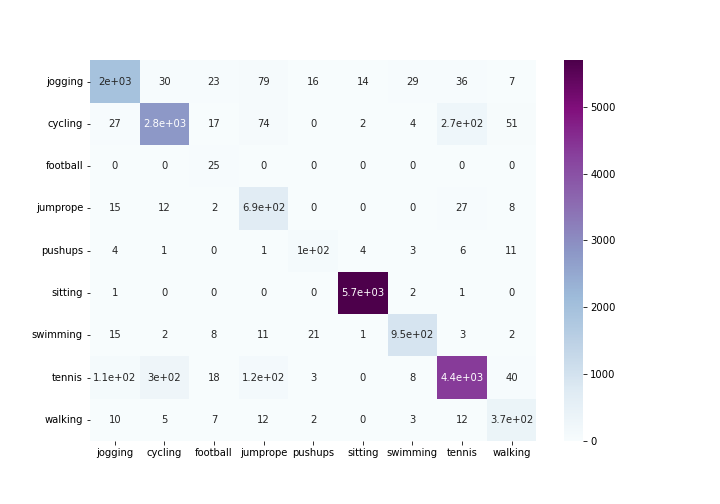 jogging 2e+03 30 23 79 16 14 29 36 7
5000
cycling 27 2.8e+03 17 74 0 2 4 2.7e+02 51
football 0 0 25 0 0 0 0 0 0
4000
jumprope 15 12 2 6.9e+02 0 0 0 27 8
3000
pushups 4 1 0 1 1e+02 4 3 6 11
sitting 1 0 0 0 0 5.7e+03 2 1 0
2000
swimming 15 2 8 11 21 1 9.5e+02 3 2
1000
tennis 1.1e+02 3e+02 18 1.2e+02 3 0 8 4.4e+03 40
walking 10 5 7 12 2 0 3 12 3.7e+02
0
jogging cycling football jumprope pushups sitting swimming tennis walking